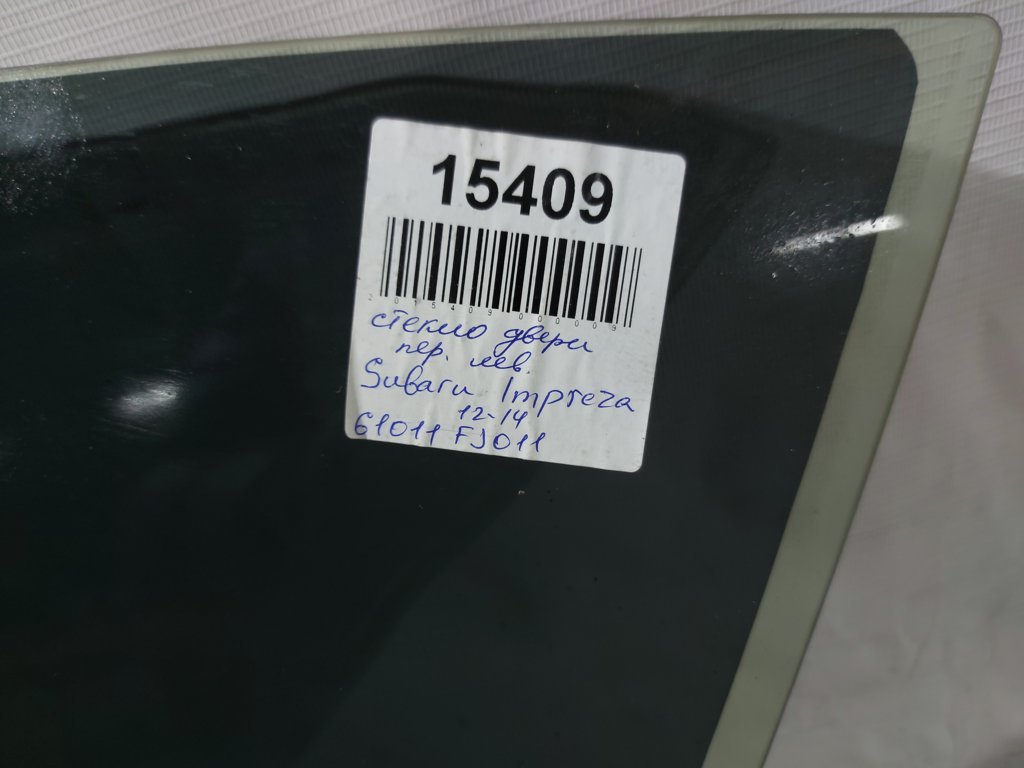 15409
2015409000009
стекло двери
пер. лев.
Subaru Impreza
12-14
61011 FJ011